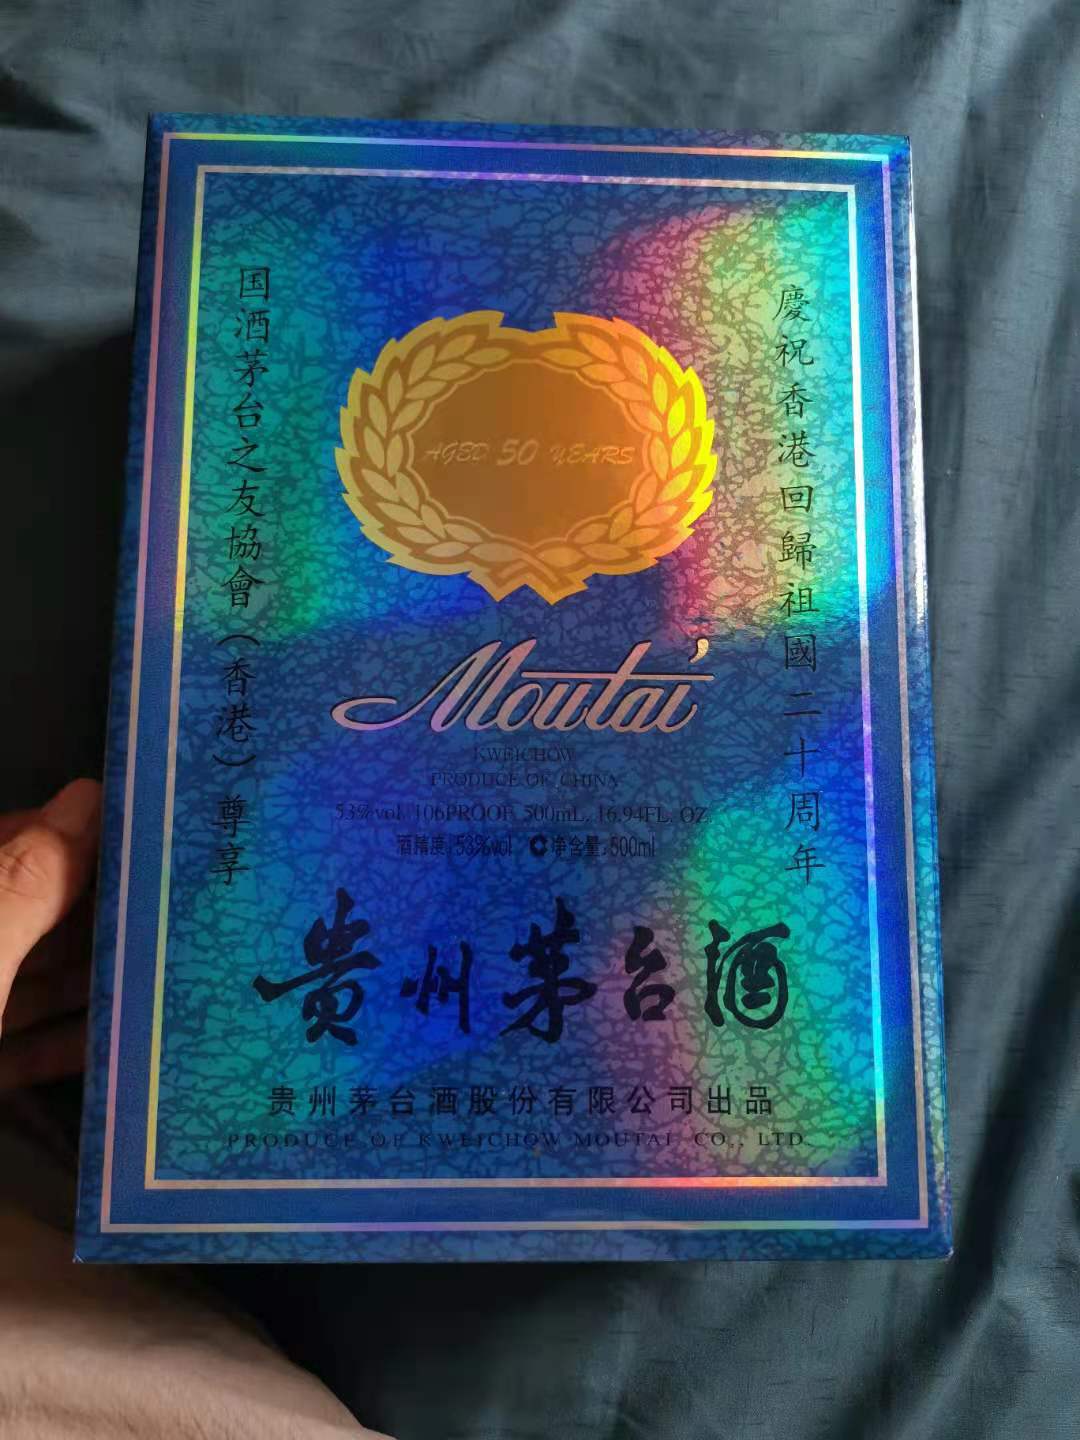 慶祝香港回歸祖國二十周年
国酒茅台之友協會（香港）尊享
AGED 50 YEARS
Moutai
KWEICHOW
PRODUCE OF CHINA
53%vol 106PROOF 500mL, 16.94FL. OZ.
酒精度:53%vol 净含量:500ml
贵州茅台酒
贵州茅台酒股份有限公司出品
PRODUCE OF KWEICHOW MOUTAI CO., LTD.